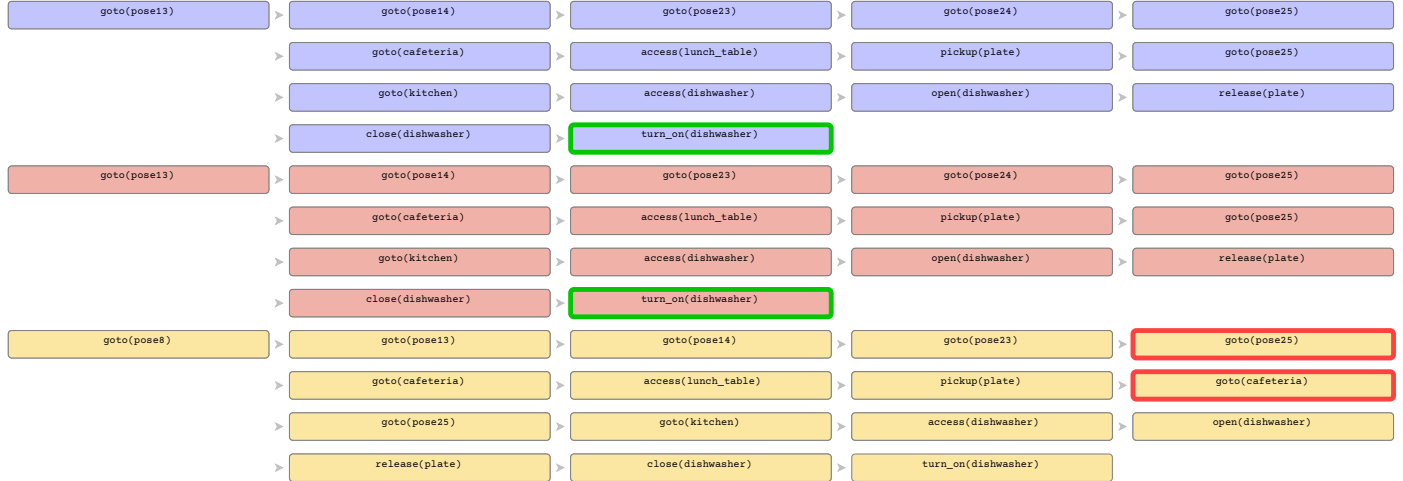 goto(pose13) goto(pose14) goto(pose23) goto(pose24) goto(pose25)
goto(cafeteria) access(lunch_table) pickup(plate) goto(pose25)
goto(kitchen) access(dishwasher) open(dishwasher) release(plate)
close(dishwasher) turn_on(dishwasher)
goto(pose13) goto(pose14) goto(pose23) goto(pose24) goto(pose25)
goto(cafeteria) access(lunch_table) pickup(plate) goto(pose25)
goto(kitchen) access(dishwasher) open(dishwasher) release(plate)
close(dishwasher) turn_on(dishwasher)
goto(pose8) goto(pose13) goto(pose14) goto(pose23) goto(pose25)
goto(cafeteria) access(lunch_table) pickup(plate) goto(cafeteria)
goto(pose25) goto(kitchen) access(dishwasher) open(dishwasher)
release(plate) close(dishwasher) turn_on(dishwasher)